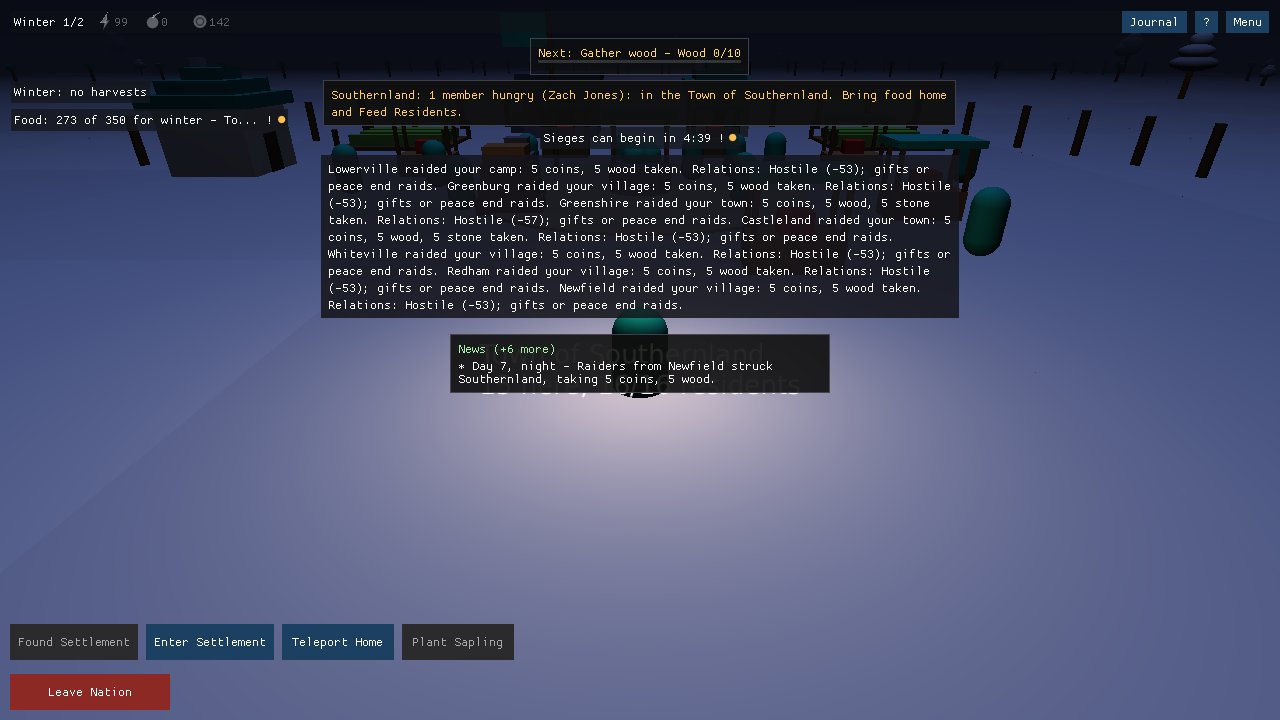 Winter 1/2 99 0 142
Journal ? Menu
Next: Gather wood - Wood 0/10
Winter: no harvests
Southernland: 1 member hungry (Zach Jones): in the Town of Southernland. Bring food home
and Feed Residents.
Food: 273 of 350 for winter - To... !
Sieges can begin in 4:39 !
Lowerville raided your camp: 5 coins, 5 wood taken. Relations: Hostile (-53); gifts or
peace end raids. Greenburg raided your village: 5 coins, 5 wood taken. Relations: Hostile
(-53); gifts or peace end raids. Greenshire raided your town: 5 coins, 5 wood, 5 stone
taken. Relations: Hostile (-57); gifts or peace end raids. Castleland raided your town: 5
coins, 5 wood, 5 stone taken. Relations: Hostile (-53); gifts or peace end raids.
Whiteville raided your village: 5 coins, 5 wood taken. Relations: Hostile (-53); gifts or
peace end raids. Redham raided your village: 5 coins, 5 wood taken. Relations: Hostile
(-53); gifts or peace end raids. Newfield raided your village: 5 coins, 5 wood taken.
Relations: Hostile (-53); gifts or peace end raids.
News (+6 more)
* Day 7, night - Raiders from Newfield struck
Southernland, taking 5 coins, 5 wood.
of Southernland
residents
Found Settlement
Enter Settlement
Teleport Home
Plant Sapling
Leave Nation